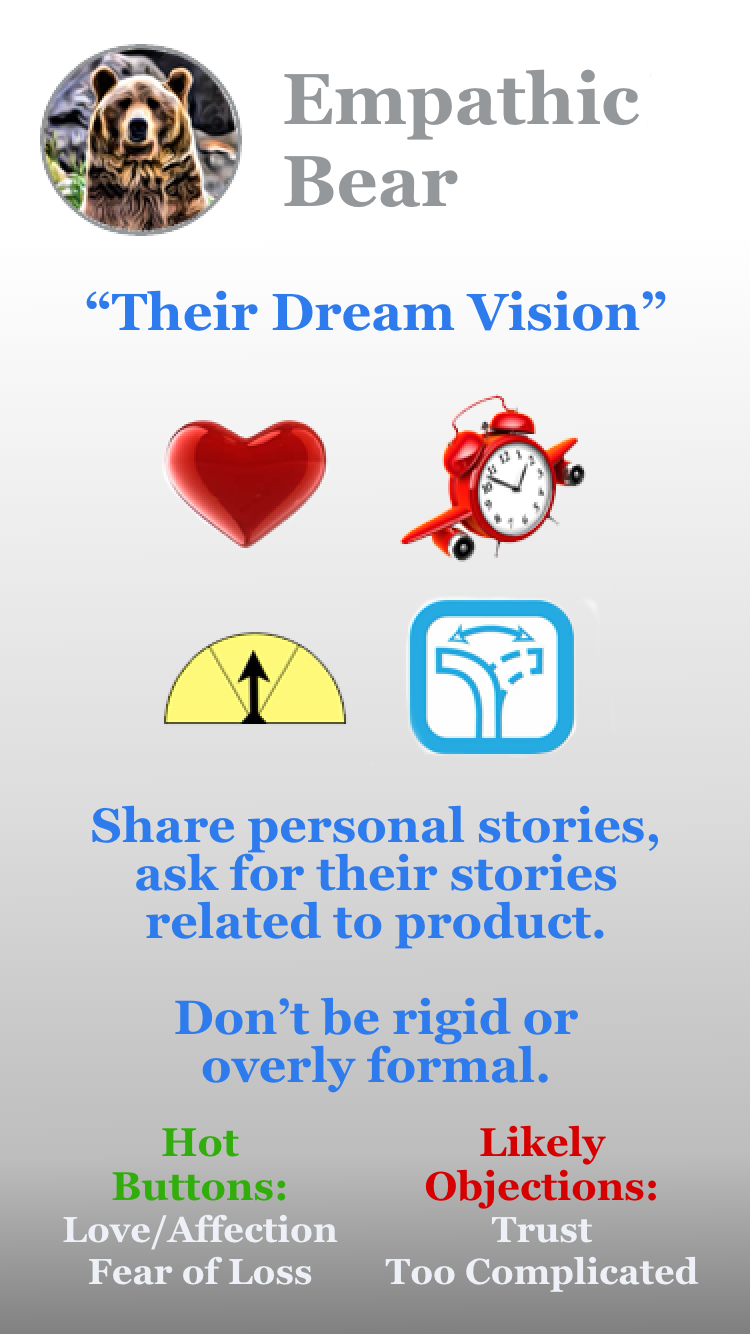 Empathic
Bear
“Their Dream Vision”
Share personal stories,
ask for their stories
related to product.
Don’t be rigid or
overly formal.
Hot
Buttons:
Love/Affection
Fear of Loss
Likely
Objections:
Trust
Too Complicated